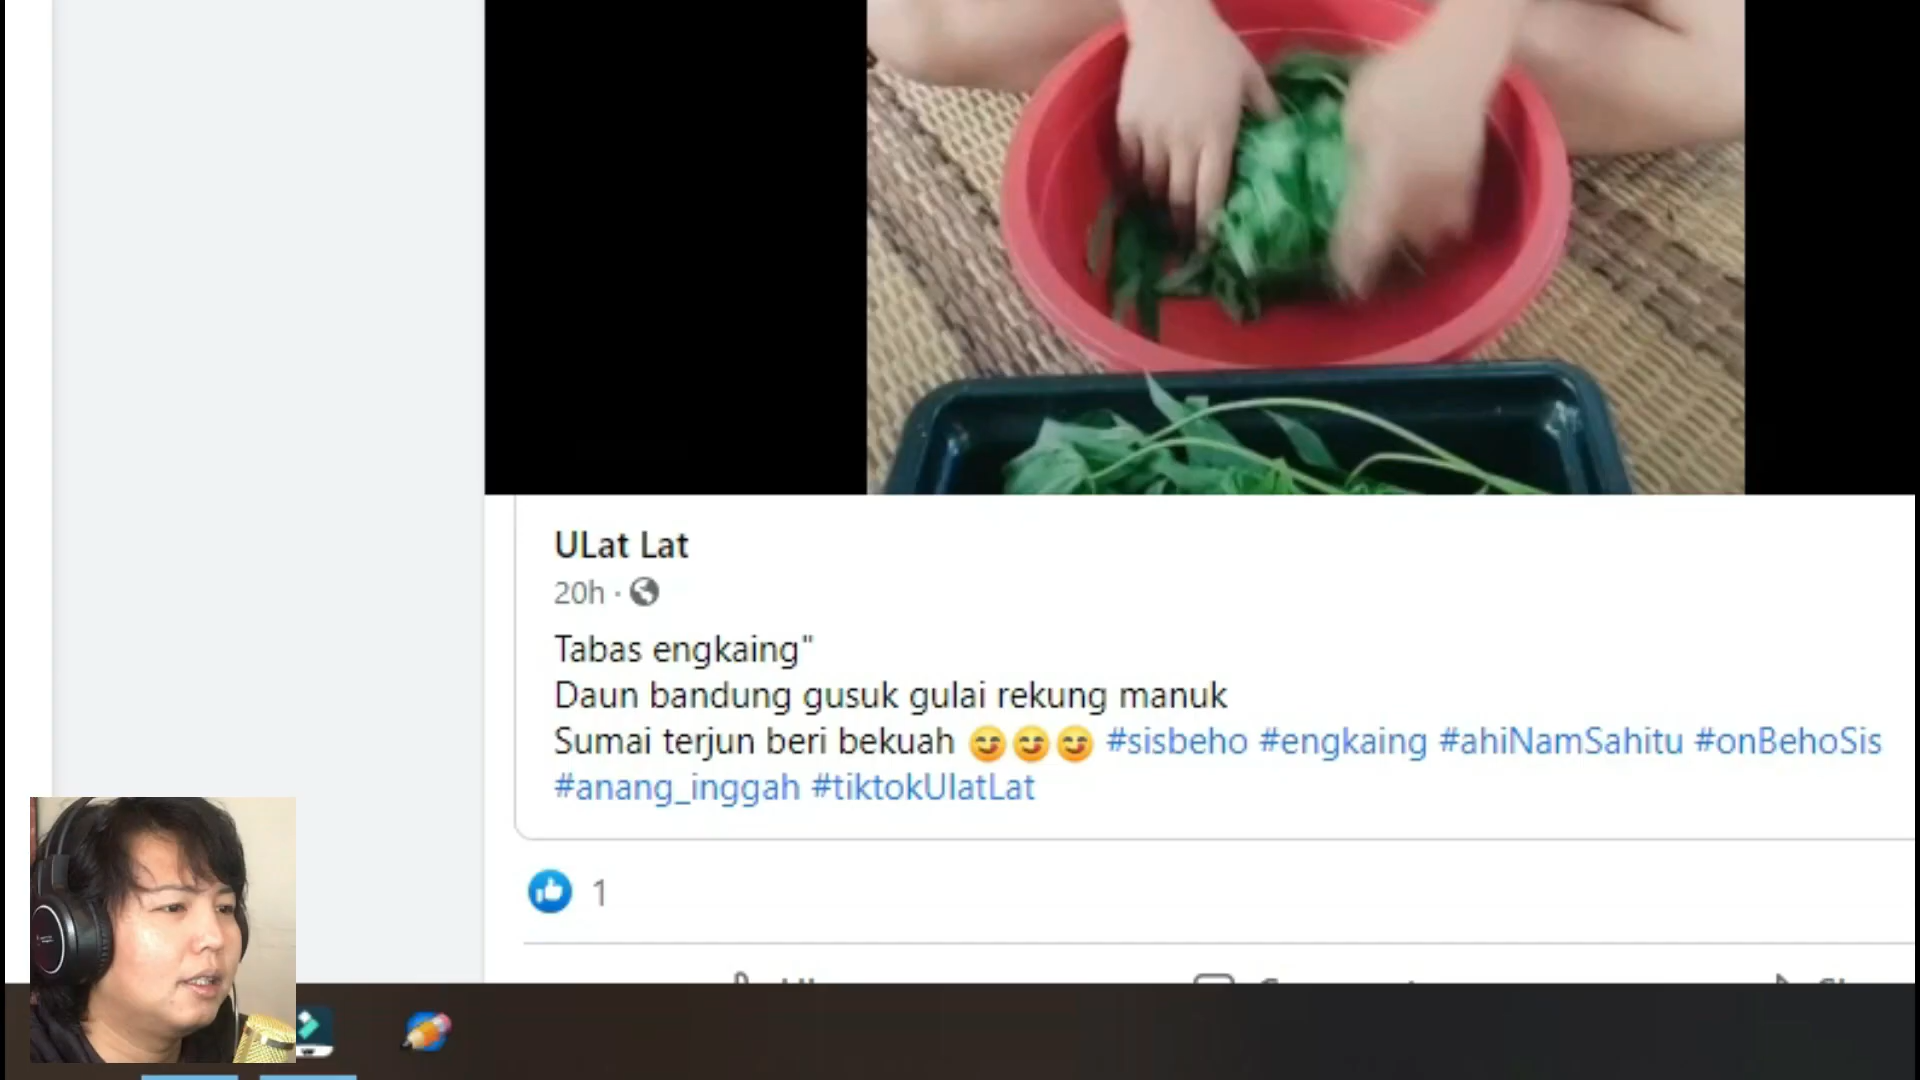 ULat Lat
20h ·
Tabas engkaing"
Daun bandung gusuk gulai rekung manuk
Sumai terjun beri bekuah 😋😋😋 #sisbeho #engkaing #ahiNamSahitu #onBehoSis
#anang_inggah #tiktokUlatLat
1